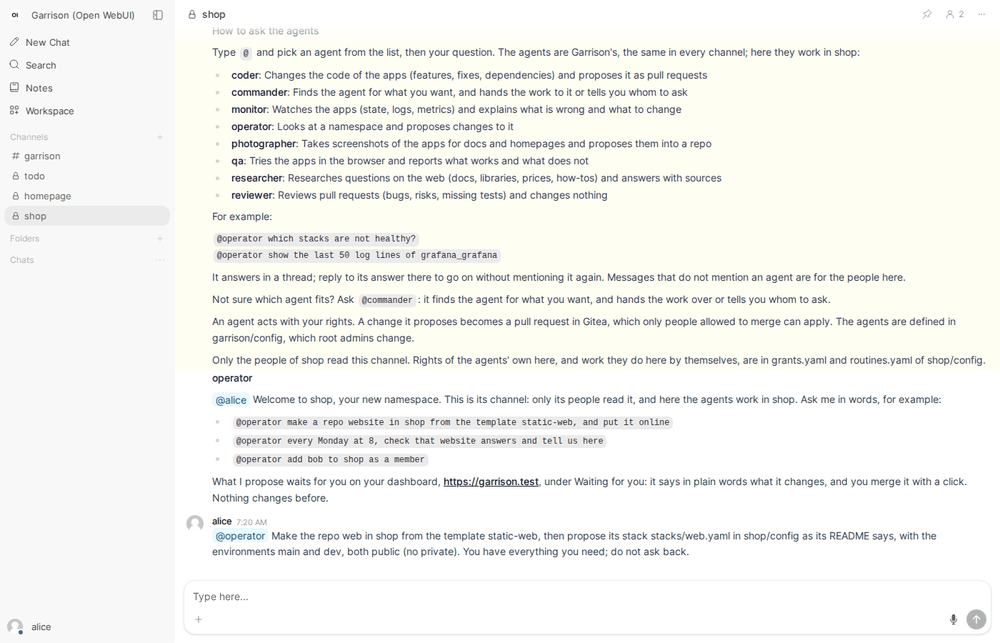 OI Garrison (Open WebUI)
New Chat
Search
Notes
Workspace
Channels +
# garrison
todo
homepage
shop
Folders +
Chats ...
alice
shop
2
How to ask the agents
Type @ and pick an agent from the list, then your question. The agents are Garrison's, the same in every channel; here they work in shop:
coder: Changes the code of the apps (features, fixes, dependencies) and proposes it as pull requests
commander: Finds the agent for what you want, and hands the work to it or tells you whom to ask
monitor: Watches the apps (state, logs, metrics) and explains what is wrong and what to change
operator: Looks at a namespace and proposes changes to it
photographer: Takes screenshots of the apps for docs and homepages and proposes them into a repo
qa: Tries the apps in the browser and reports what works and what does not
researcher: Researches questions on the web (docs, libraries, prices, how-tos) and answers with sources
reviewer: Reviews pull requests (bugs, risks, missing tests) and changes nothing
For example:
@operator which stacks are not healthy?
@operator show the last 50 log lines of grafana_grafana
It answers in a thread; reply to its answer there to go on without mentioning it again. Messages that do not mention an agent are for the people here.
Not sure which agent fits? Ask @commander : it finds the agent for what you want, and hands the work over or tells you whom to ask.
An agent acts with your rights. A change it proposes becomes a pull request in Gitea, which only people allowed to merge can apply. The agents are defined in
garrison/config, which root admins change.
Only the people of shop read this channel. Rights of the agents' own here, and work they do here by themselves, are in grants.yaml and routines.yaml of shop/config.
operator
@alice Welcome to shop, your new namespace. This is its channel: only its people read it, and here the agents work in shop. Ask me in words, for example:
@operator make a repo website in shop from the template static-web, and put it online
@operator every Monday at 8, check that website answers and tell us here
@operator add bob to shop as a member
What I propose waits for you on your dashboard, https://garrison.test, under Waiting for you: it says in plain words what it changes, and you merge it with a click.
Nothing changes before.
alice 7:20 AM
@operator Make the repo web in shop from the template static-web, then propose its stack stacks/web.yaml in shop/config as its README says, with the
environments main and dev, both public (no private). You have everything you need; do not ask back.
Type here...